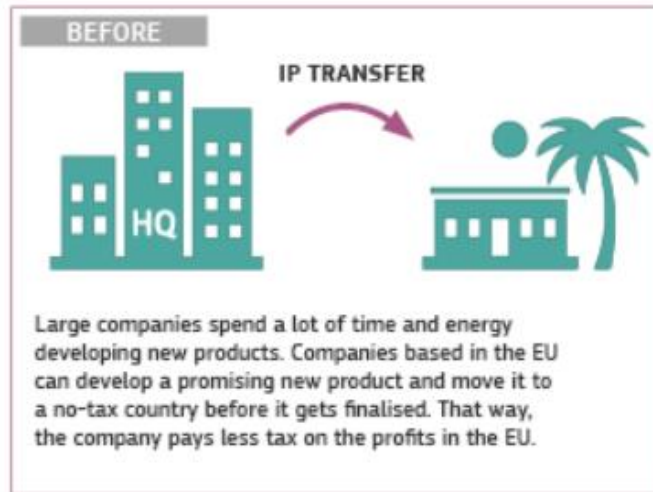 BEFORE
IP TRANSFER
HQ
Large companies spend a lot of time and energy
developing new products. Companies based in the EU
can develop a promising new product and move it to
a no-tax country before it gets finalised. That way,
the company pays less tax on the profits in the EU.